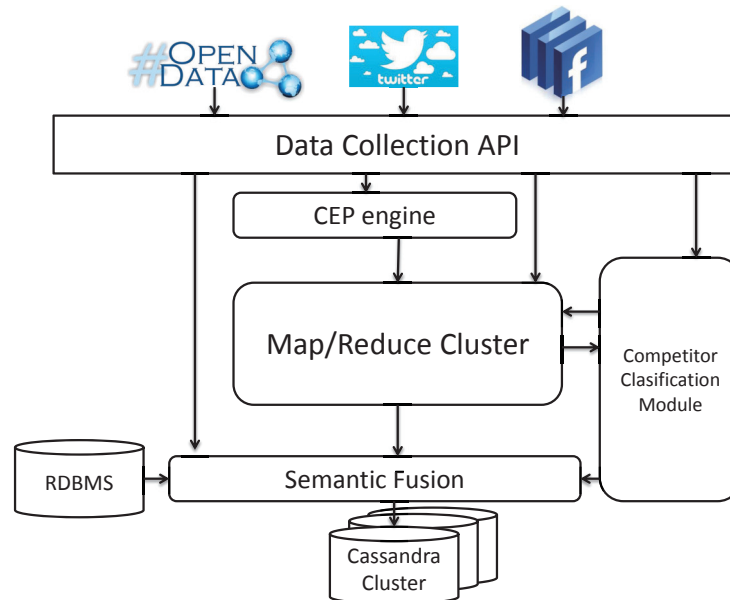 #OPEN
DATA
twitter
f
Data Collection API
CEP engine
Map/Reduce Cluster
Competitor
Clasification
Module
RDBMS
Semantic Fusion
Cassandra
Cluster